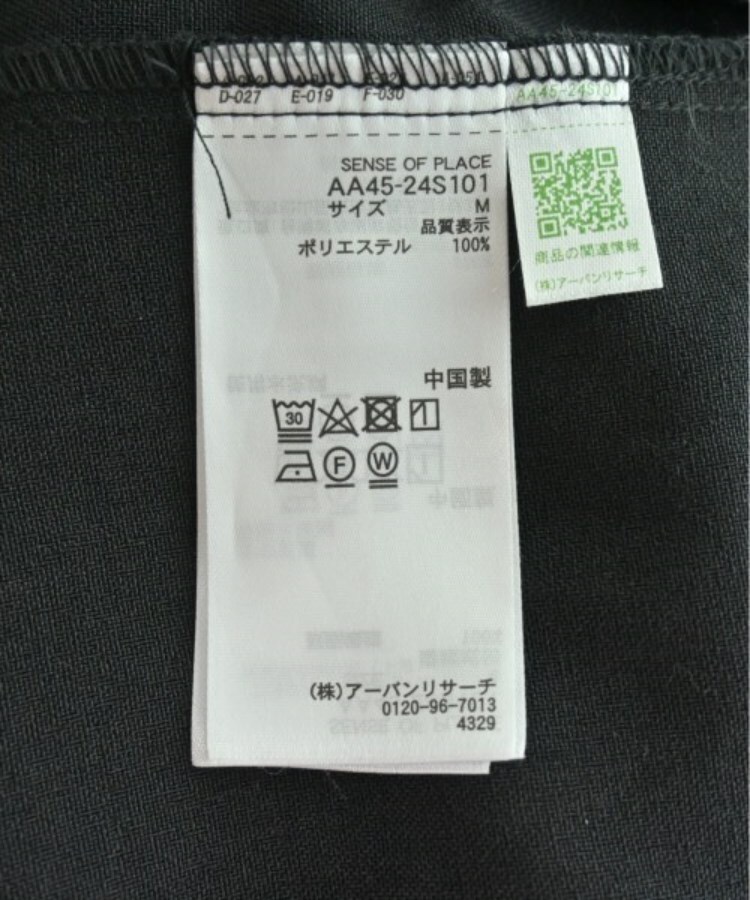 D-027 E-019 F-030
AA45-24S101
SENSE OF PLACE
AA45-24S101
サイズ M
品質表示
ポリエステル 100%
中国製
30
F W
(株)アーバンリサーチ
0120-96-7013
4329
商品の関連情報
(株)アーバンリサーチ